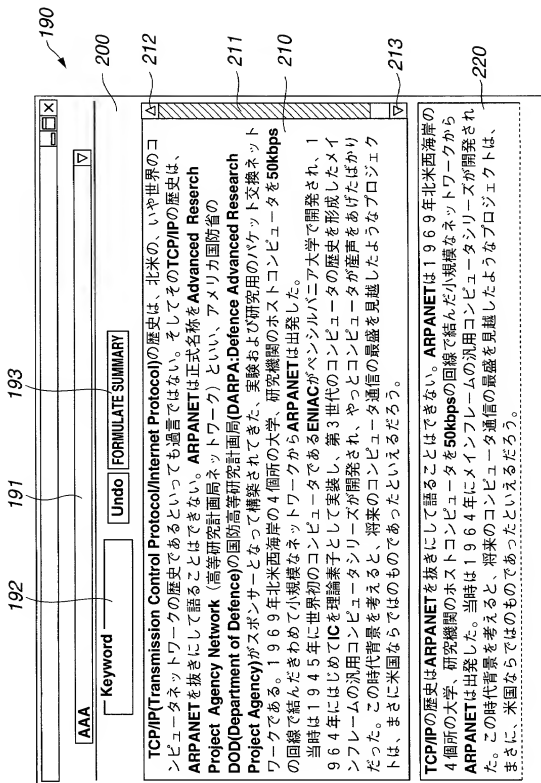 190
AAA
191
200
Keyword
192
Undo
FORMULATE SUMMARY
193
TCP/IP(Transmission Control Protocol/Internet Protocol)の歴史は、北米の、いや世界のコ
ンピュータネットワークの歴史であるといっても過言ではない。そしてそのTCP/IPの歴史は、
ARPANETを抜きにして語ることはできない。ARPANETは正式名称をAdvanced Reserch
Project Agency Network（高等研究計画局ネットワーク）といい、アメリカ国防省の
DOD(Department of Defence)の国防高等研究計画局(DARPA:Defence Advanced Research
Project Agency)がスポンサーとなって構築されてきた、実験および研究用のパケット交換ネット
ワークである。1969年北米西海岸の4個所の大学、研究機関のホストコンピュータを50kbps
の回線で結んだきわめて小規模なネットワークからARPANETは出発した。
当時は1945年に世界初のコンピュータであるENIACがペンシルバニア大学で開発され、1
964年にはじめてICを理論素子として実装し、第3世代のコンピュータの歴史を形成したメイ
ンフレームの汎用コンピュータシリーズが開発され、やっとコンピュータが産声をあげたばかり
だった。この時代背景を考えると、将来のコンピュータ通信の最盛を見越したようなプロジェク
トは、まさに米国ならではのものであったといえるだろう。
212
211
210
213
TCP/IPの歴史はARPANETを抜きにして語ることはできない。ARPANETは1969年北米西海岸の
4個所の大学、研究機関のホストコンピュータを50kbpsの回線で結んだ小規模なネットワークから
ARPANETは出発した。当時は1964年にメインフレームの汎用コンピュータシリーズが開発され
た。この時代背景を考えると、将来のコンピュータ通信の最盛を見越したようなプロジェクトは、
まさに、米国ならではのものであったといえるだろう。
220